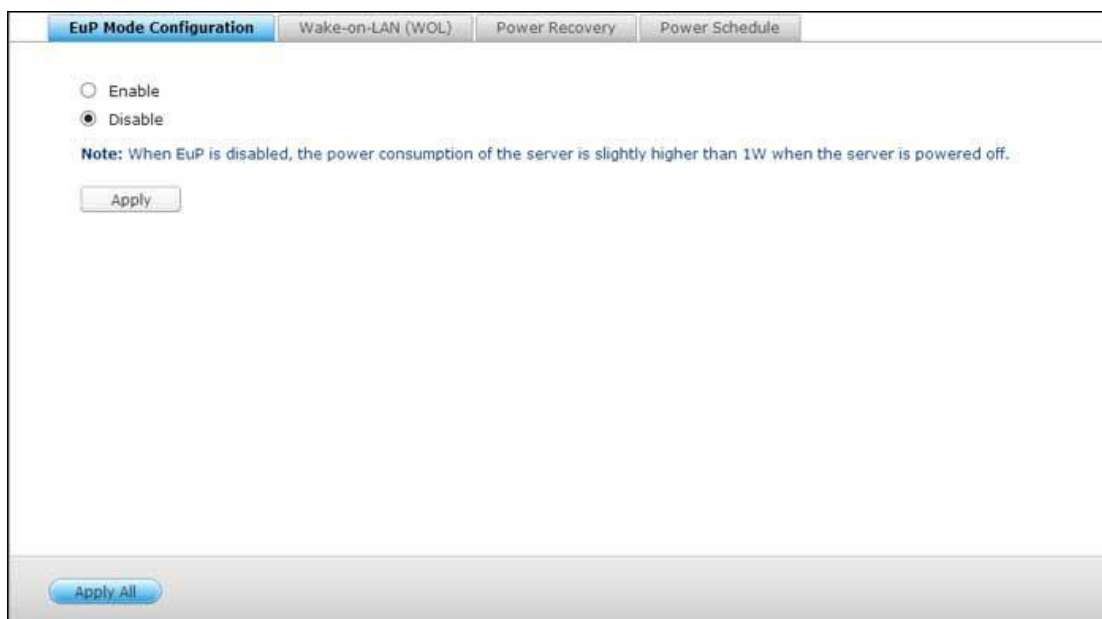 EuP Mode Configuration Wake-on-LAN (WOL) Power Recovery Power Schedule
Enable
Disable
Note: When EuP is disabled, the power consumption of the server is slightly higher than 1W when the server is powered off.
Apply
Apply All